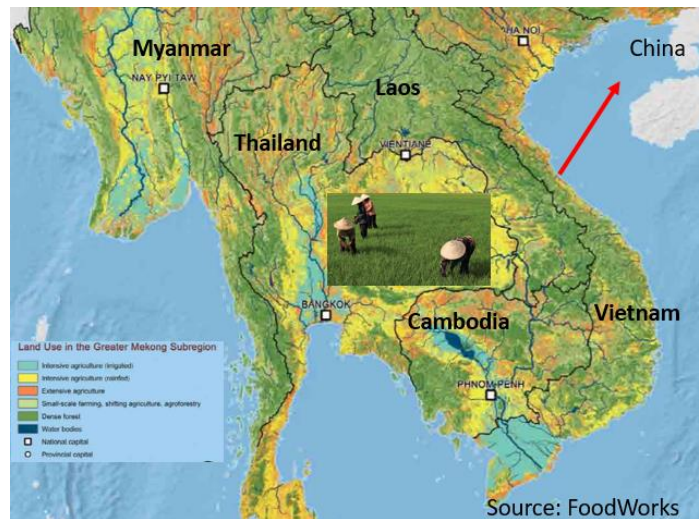 HA NOI
Myanmar
China
NAY PYI TAW
Laos
Thailand
VIENTIANE
BANGKOK
Cambodia
Vietnam
Land Use in the Greater Mekong Subregion
Intensive agriculture (irrigated)
Intensive agriculture (rainfed)
Extensive agriculture
Small-scale farming, shifting agriculture, agroforestry
Dense forest
Water bodies
National capital
Provincial capital
PHNOM PENH
Source: FoodWorks